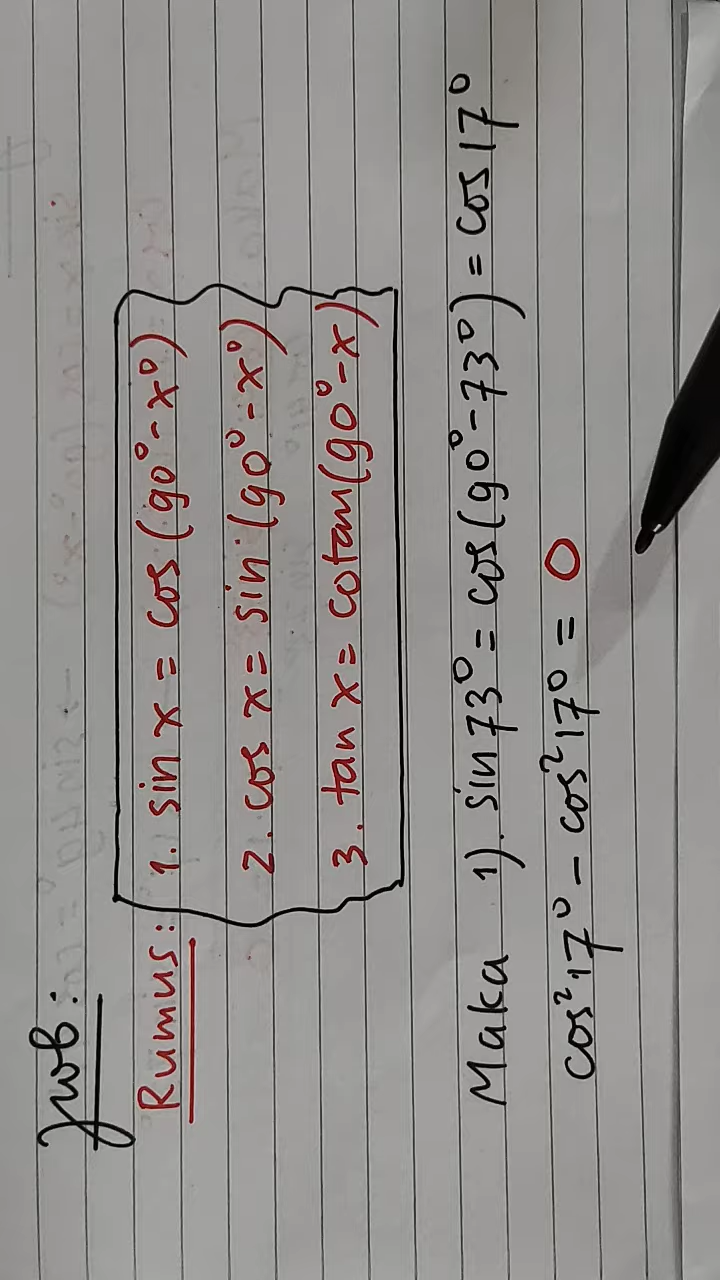 Jwb:
Rumus: 1. sin x = cos (90° - x°)
2. cos x = sin (90° - x°)
3. tan x = cotan (90° - x)
Maka 1). sin 73° = cos (90° - 73°) = cos 17°
cos² 17° - cos² 17° = 0